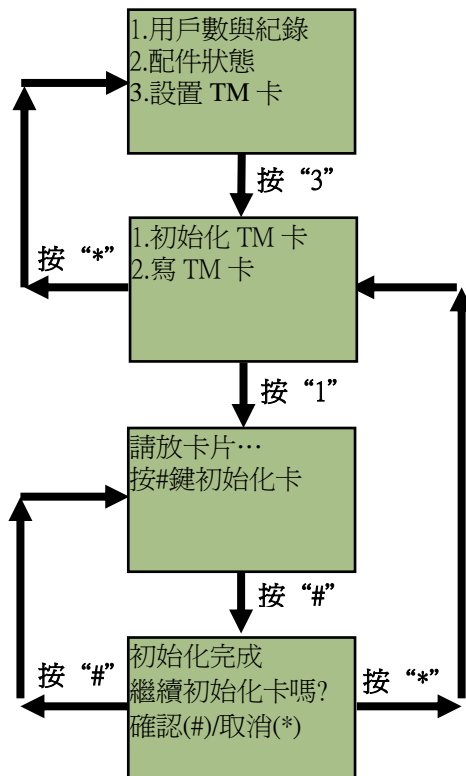 1.用戶數與紀錄
2.配件狀態
3.設置 TM 卡
按“3”
1.初始化 TM 卡
2.寫 TM 卡
按“*”
按“1”
請放卡片…
按#鍵初始化卡
按“#”
初始化完成
繼續初始化卡嗎?
確認(#)/取消(*)
按“#”
按“*”